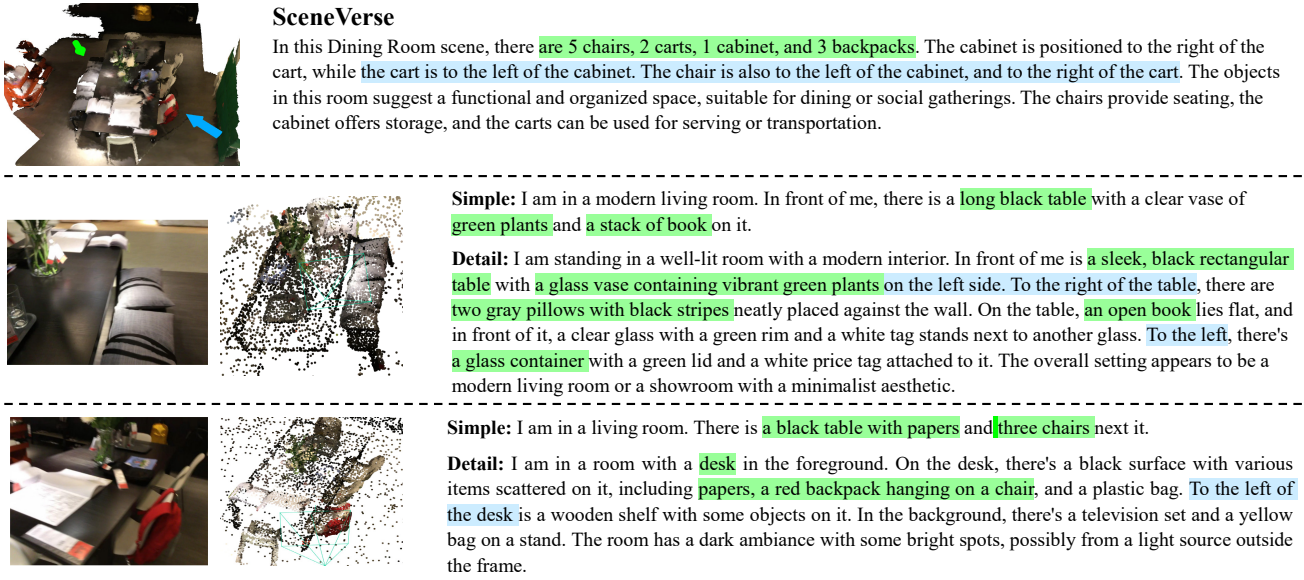 SceneVerse
In this Dining Room scene, there are 5 chairs, 2 carts, 1 cabinet, and 3 backpacks. The cabinet is positioned to the right of the
cart, while the cart is to the left of the cabinet. The chair is also to the left of the cabinet, and to the right of the cart. The objects
in this room suggest a functional and organized space, suitable for dining or social gatherings. The chairs provide seating, the
cabinet offers storage, and the carts can be used for serving or transportation.
Simple: I am in a modern living room. In front of me, there is a long black table with a clear vase of
green plants and a stack of book on it.
Detail: I am standing in a well-lit room with a modern interior. In front of me is a sleek, black rectangular
table with a glass vase containing vibrant green plants on the left side. To the right of the table, there are
two gray pillows with black stripes neatly placed against the wall. On the table, an open book lies flat, and
in front of it, a clear glass with a green rim and a white tag stands next to another glass. To the left, there's
a glass container with a green lid and a white price tag attached to it. The overall setting appears to be a
modern living room or a showroom with a minimalist aesthetic.
Simple: I am in a living room. There is a black table with papers and three chairs next it.
Detail: I am in a room with a desk in the foreground. On the desk, there's a black surface with various
items scattered on it, including papers, a red backpack hanging on a chair, and a plastic bag. To the left of
the desk is a wooden shelf with some objects on it. In the background, there's a television set and a yellow
bag on a stand. The room has a dark ambiance with some bright spots, possibly from a light source outside
the frame.